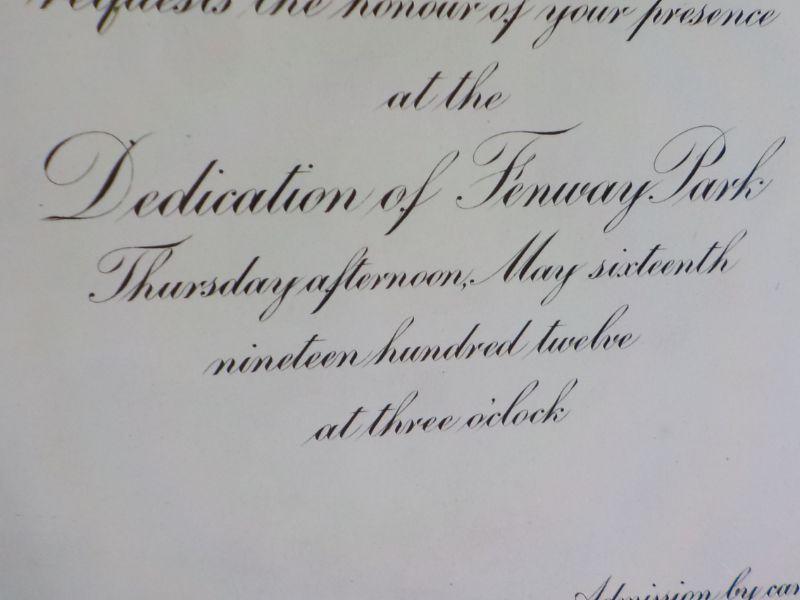 requests the honour of your presence
at the
Dedication of Fenway Park
Thursday afternoon, May sixteenth
nineteen hundred twelve
at three o'clock
Admission by